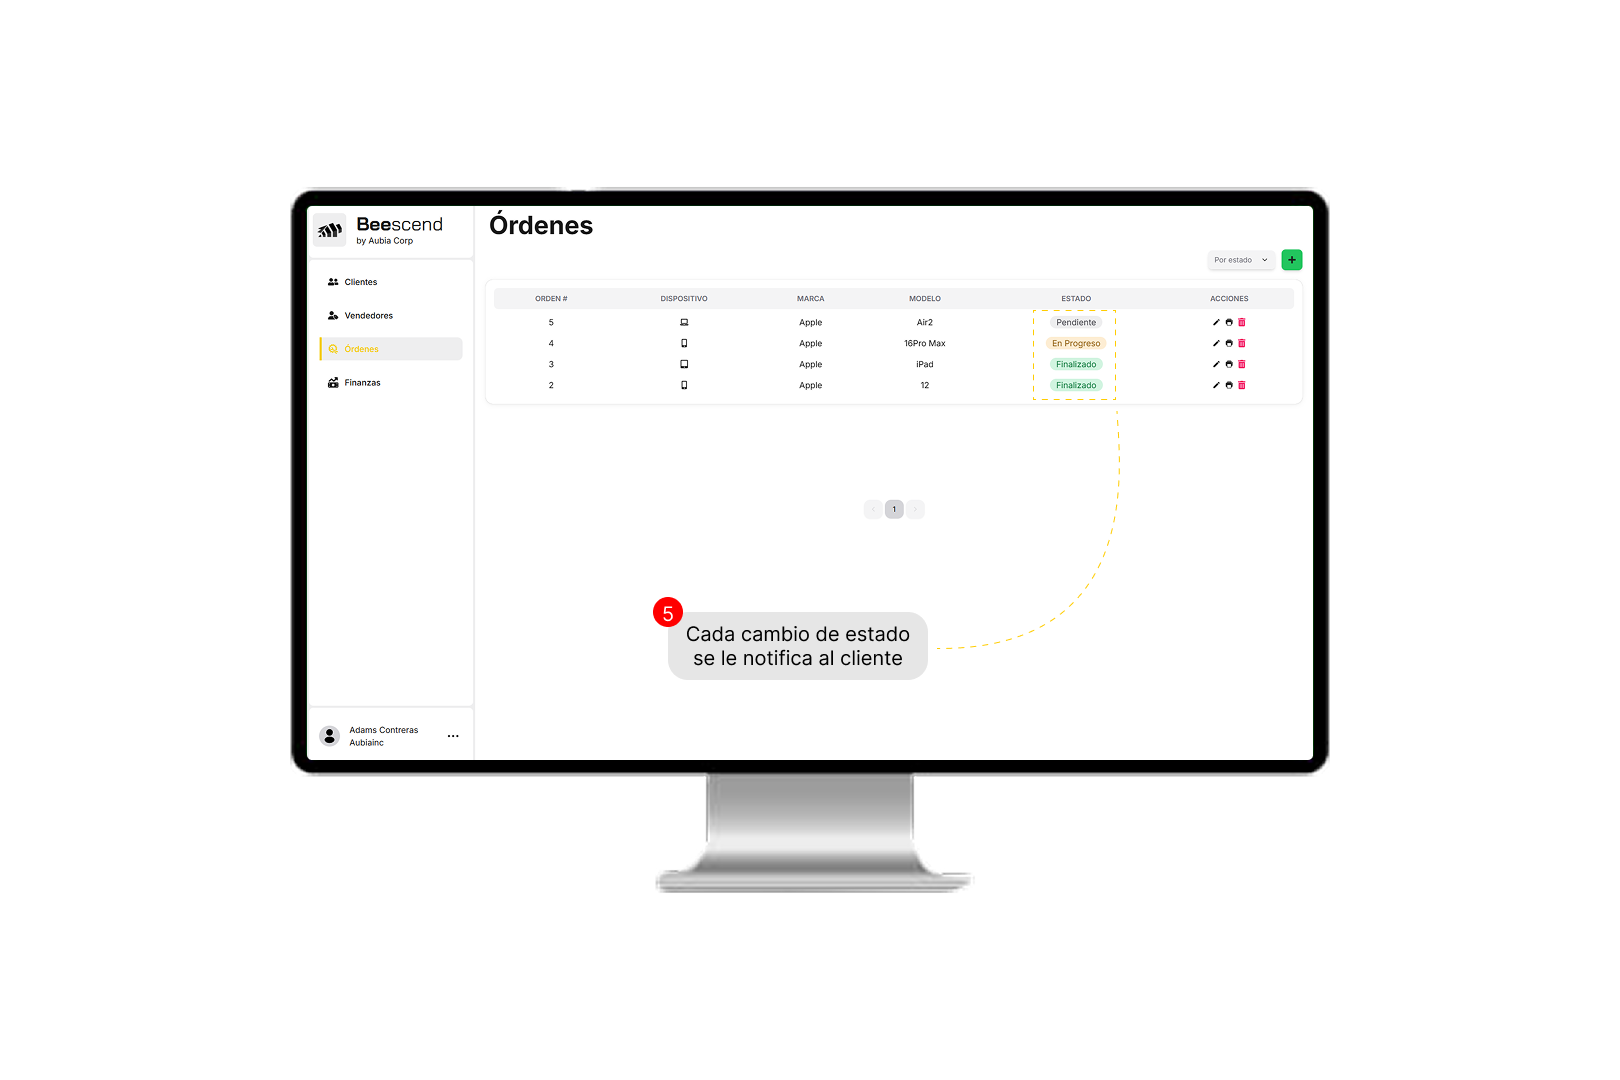 Beescend
by Aubia Corp
Clientes
Vendedores
Órdenes
Finanzas
Adams Contreras
Aubiainc
Órdenes
Por estado
+
ORDEN # DISPOSITIVO MARCA MODELO ESTADO ACCIONES
5 Apple Air2 Pendiente
4 Apple 16Pro Max En Progreso
3 Apple iPad Finalizado
2 Apple 12 Finalizado
< 1 >
5
Cada cambio de estado
se le notifica al cliente